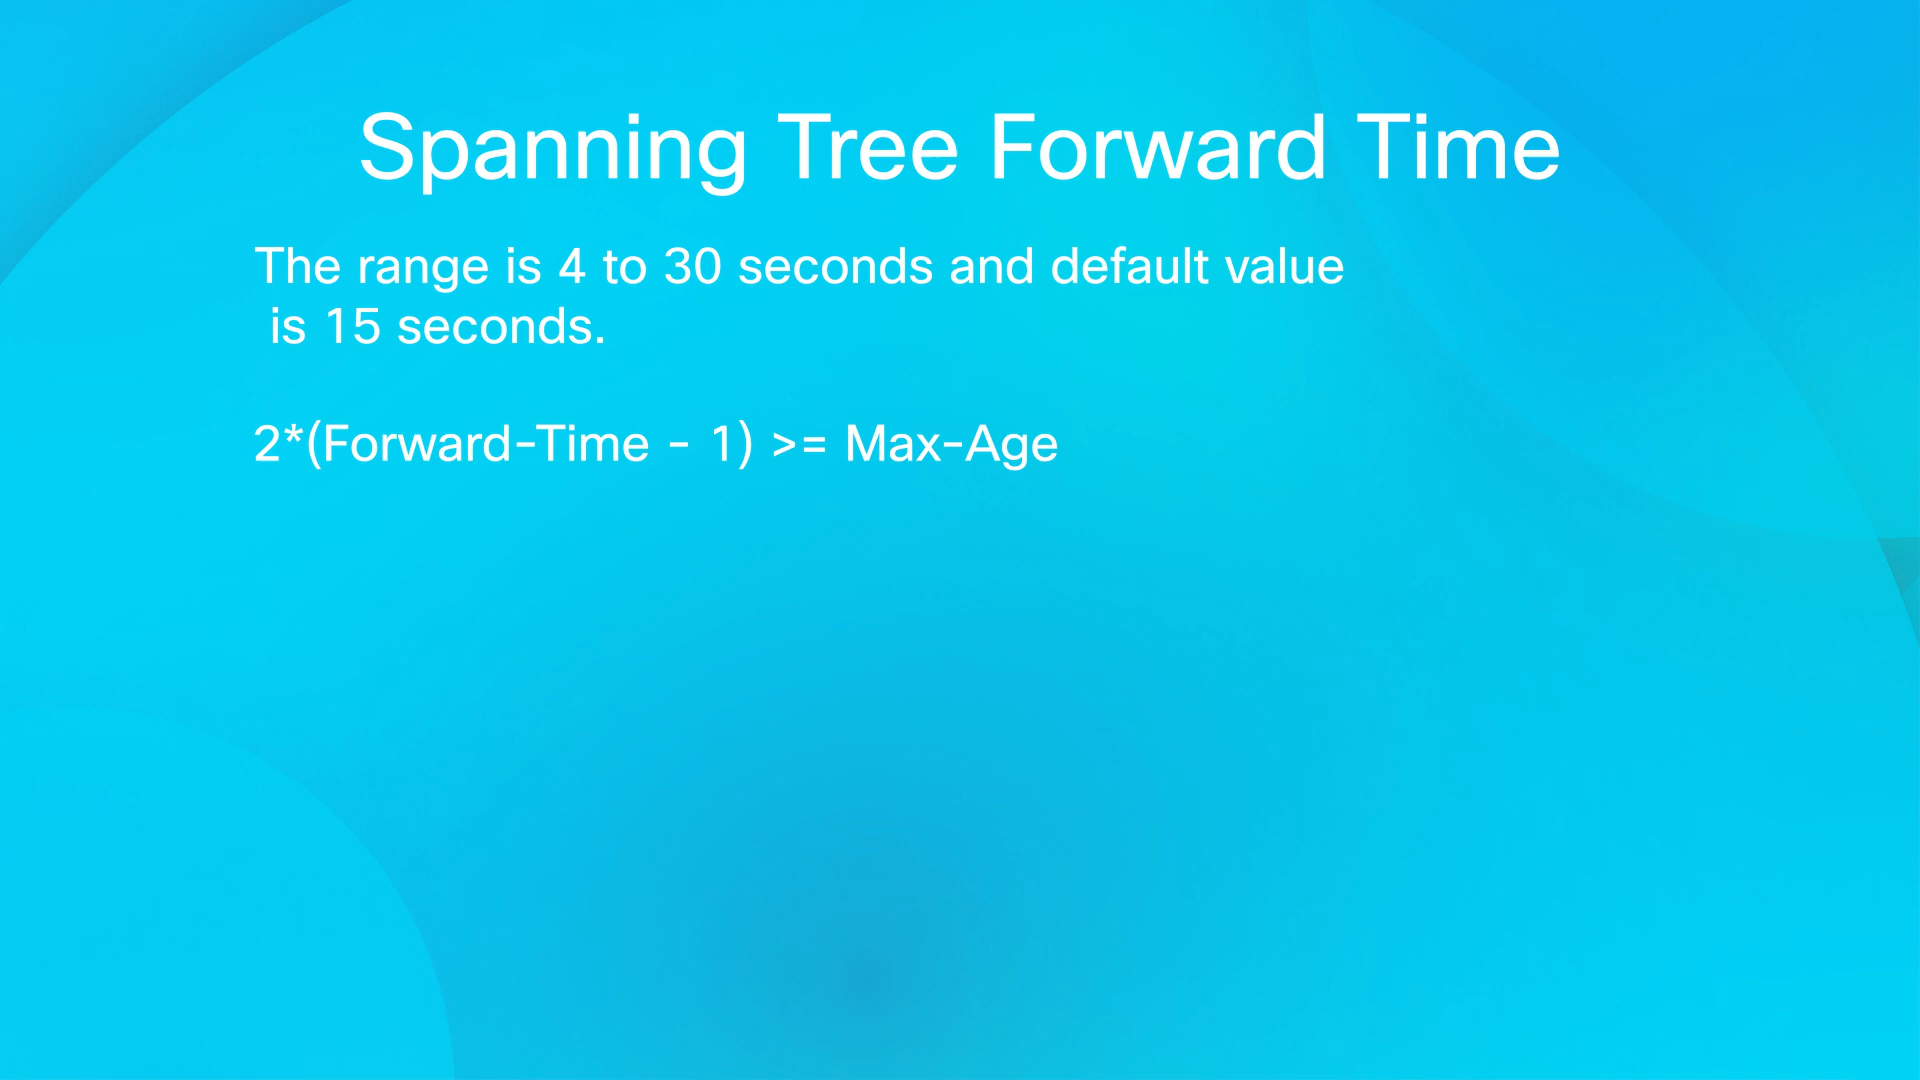 Spanning Tree Forward Time
The range is 4 to 30 seconds and default value
is 15 seconds.
2*(Forward-Time - 1) >= Max-Age